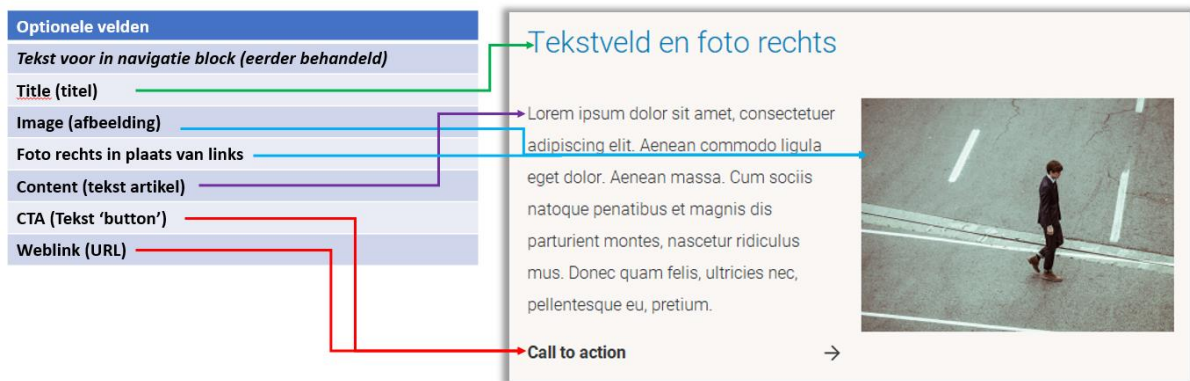 Optionele velden
Tekst voor in navigatie block (eerder behandeld)
Title (titel)
Image (afbeelding)
Foto rechts in plaats van links
Content (tekst artikel)
CTA (Tekst ‘button’)
Weblink (URL)
Tekstveld en foto rechts
Lorem ipsum dolor sit amet, consectetuer
adipiscing elit. Aenean commodo ligula
eget dolor. Aenean massa. Cum sociis
natoque penatibus et magnis dis
parturient montes, nascetur ridiculus
mus. Donec quam felis, ultricies nec,
pellentesque eu, pretium.
Call to action